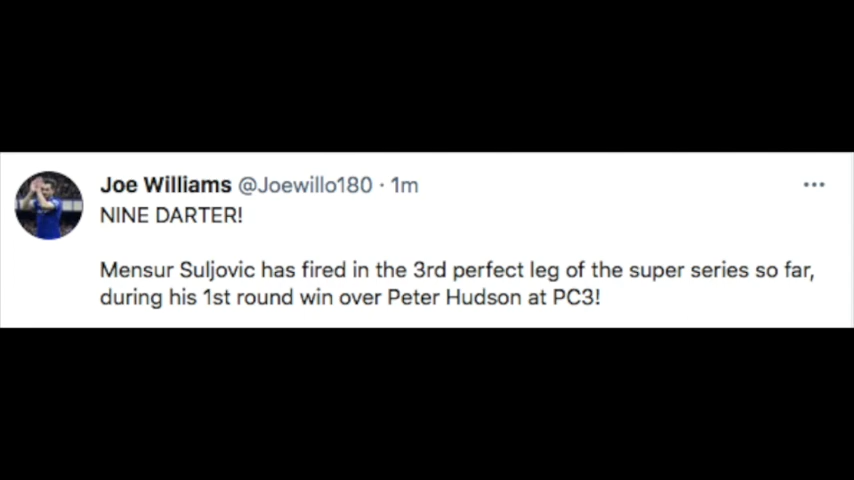 Joe Williams @Joewillo180 · 1m
NINE DARTER!
Mensur Suljovic has fired in the 3rd perfect leg of the super series so far,
during his 1st round win over Peter Hudson at PC3!